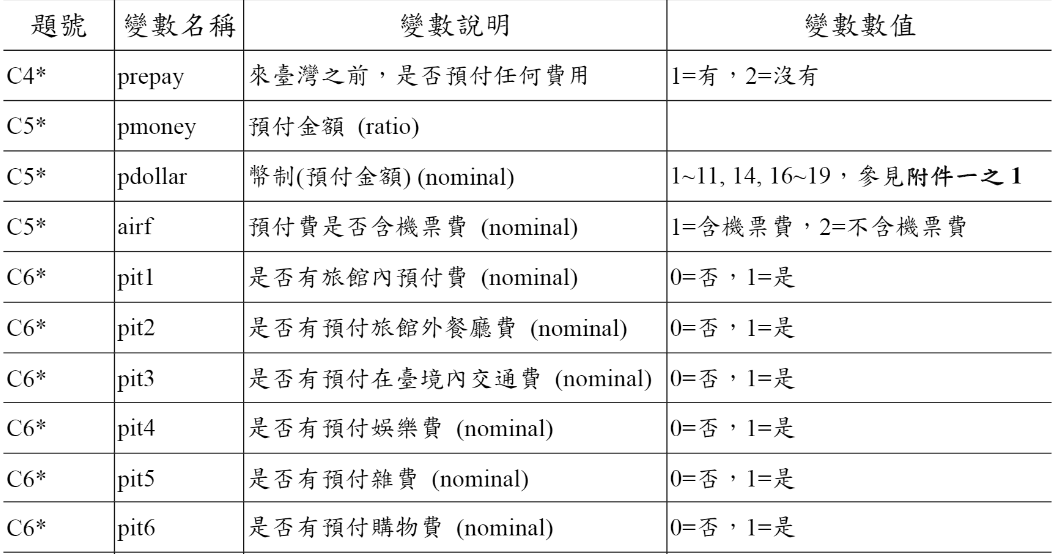 題號 變數名稱 變數說明 變數數值
C4* prepay 來臺灣之前，是否預付任何費用 1=有，2=沒有
C5* pmoney 預付金額 (ratio)
C5* pdollar 幣制(預付金額) (nominal) 1~11, 14, 16~19，參見附件一之 1
C5* airf 預付費是否含機票費 (nominal) 1=含機票費，2=不含機票費
C6* pit1 是否有旅館內預付費 (nominal) 0=否，1=是
C6* pit2 是否有預付旅館外餐廳費 (nominal) 0=否，1=是
C6* pit3 是否有預付在臺境內交通費 (nominal) 0=否，1=是
C6* pit4 是否有預付娛樂費 (nominal) 0=否，1=是
C6* pit5 是否有預付雜費 (nominal) 0=否，1=是
C6* pit6 是否有預付購物費 (nominal) 0=否，1=是